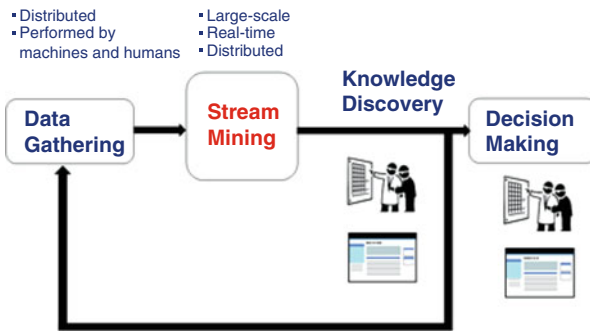 ▪ Distributed
▪ Performed by
machines and humans
▪ Large-scale
▪ Real-time
▪ Distributed
Data
Gathering
Stream
Mining
Knowledge
Discovery
Decision
Making